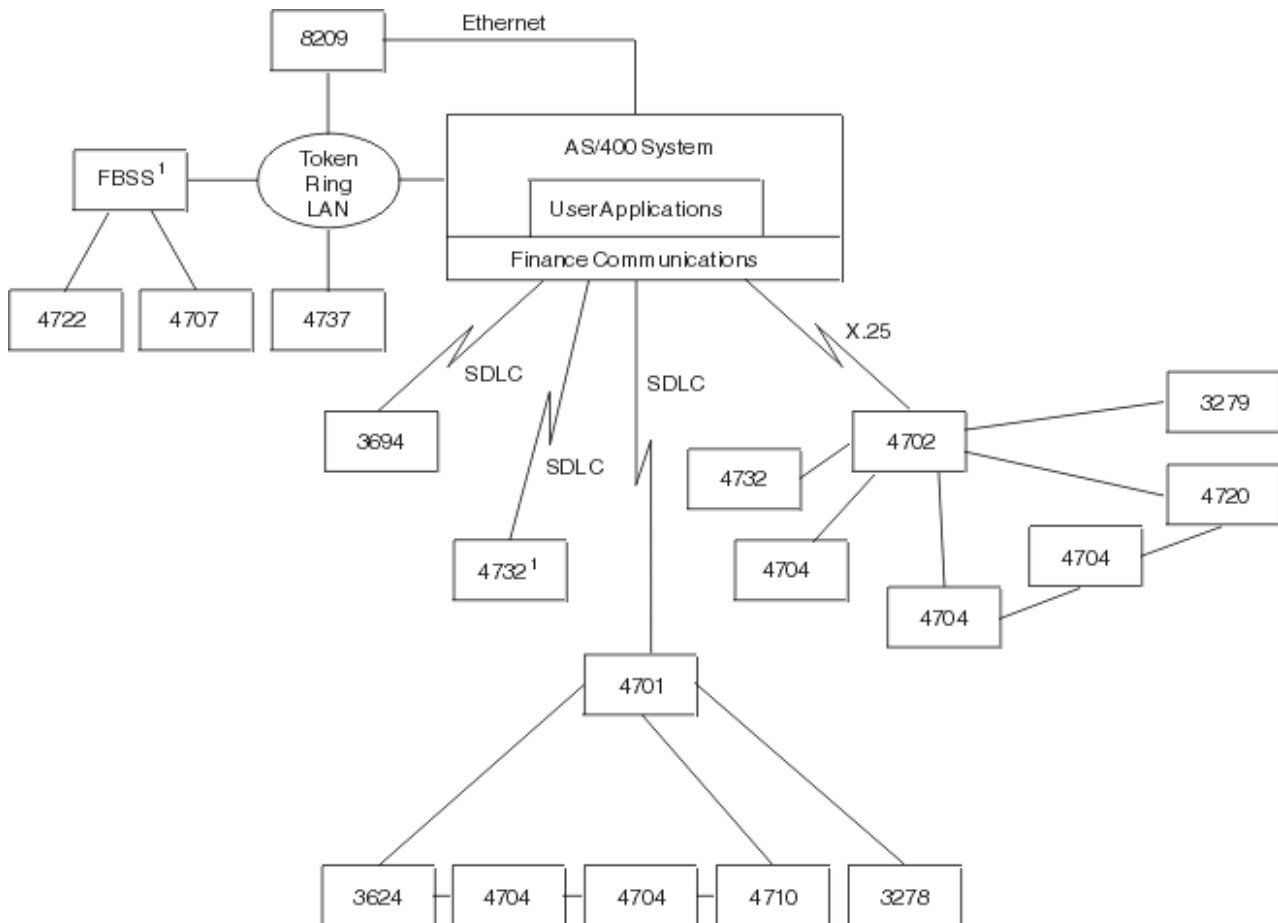 Ethernet
8209
AS/400 System
Token
Ring
LAN
FBSS¹
User Applications
Finance Communications
4722
4707
4737
X.25
SDLC
SDLC
3279
3694
4702
SDLC
4732
4720
4732¹
4704
4704
4704
4701
3624
4704
4704
4710
3278